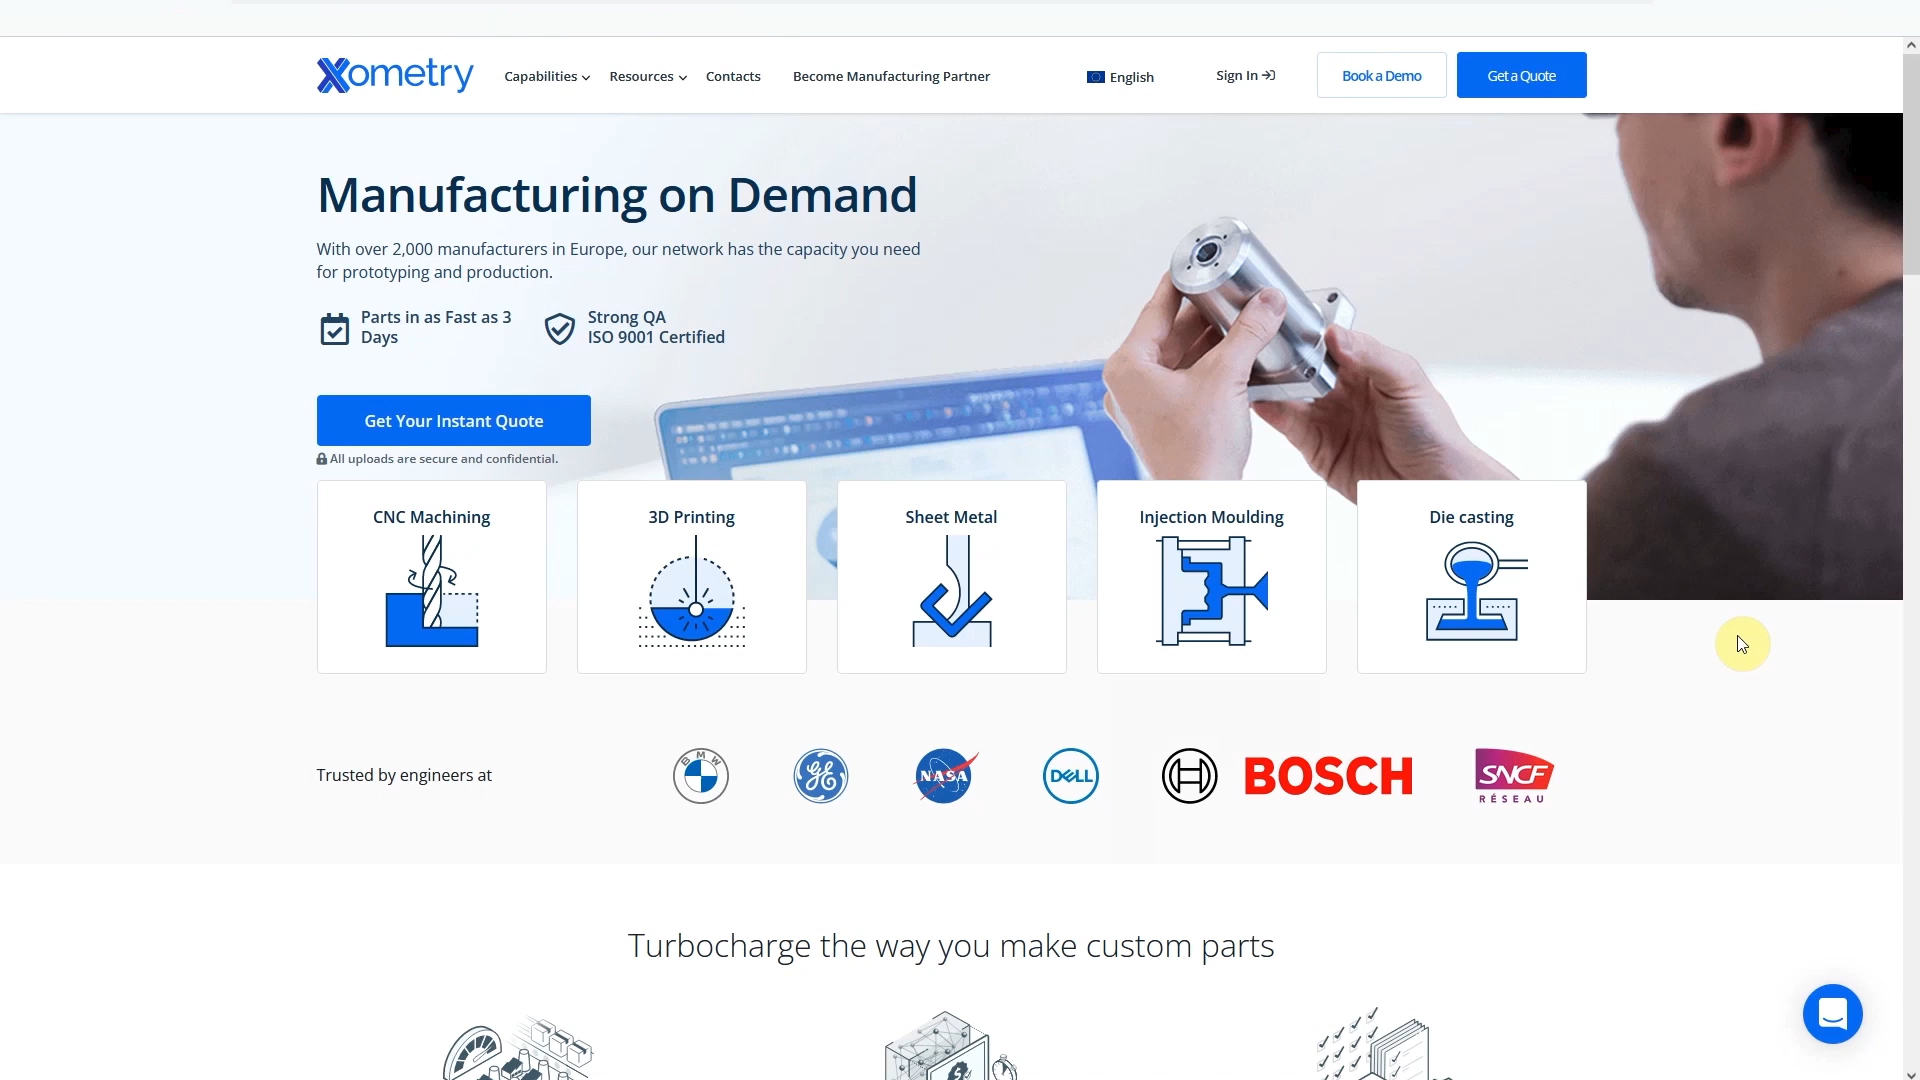 Xometry
Capabilities
Resources
Contacts
Become Manufacturing Partner
English
Sign In
Book a Demo
Get a Quote
Manufacturing on Demand
With over 2,000 manufacturers in Europe, our network has the capacity you need
for prototyping and production.
Parts in as Fast as 3
Days
Strong QA
ISO 9001 Certified
Get Your Instant Quote
All uploads are secure and confidential.
CNC Machining
3D Printing
Sheet Metal
Injection Moulding
Die casting
Trusted by engineers at
BMW
GE
NASA
DELL
BOSCH
SNCF
RÉSEAU
Turbocharge the way you make custom parts